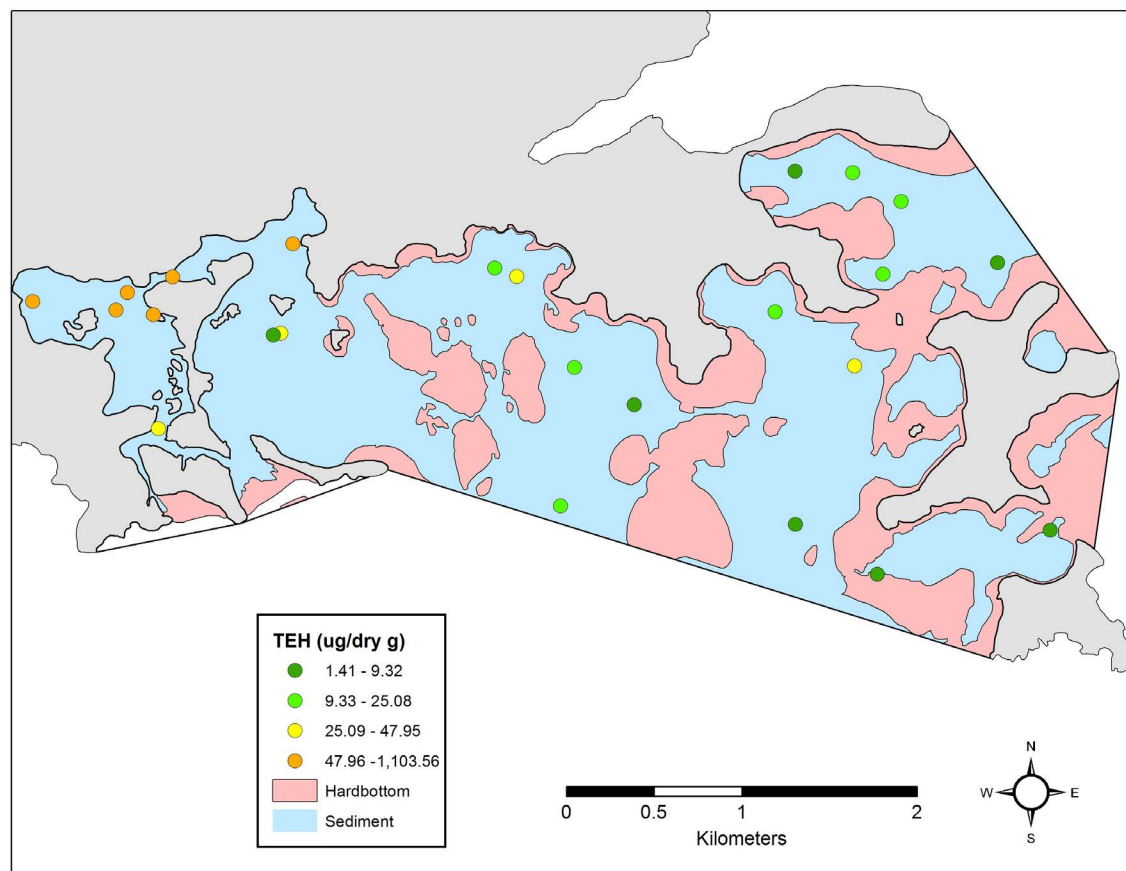 TEH (ug/dry g)
1.41 - 9.32
9.33 - 25.08
25.09 - 47.95
47.96 -1,103.56
Hardbottom
Sediment
0 0.5 1 2
Kilometers
N
W E
S